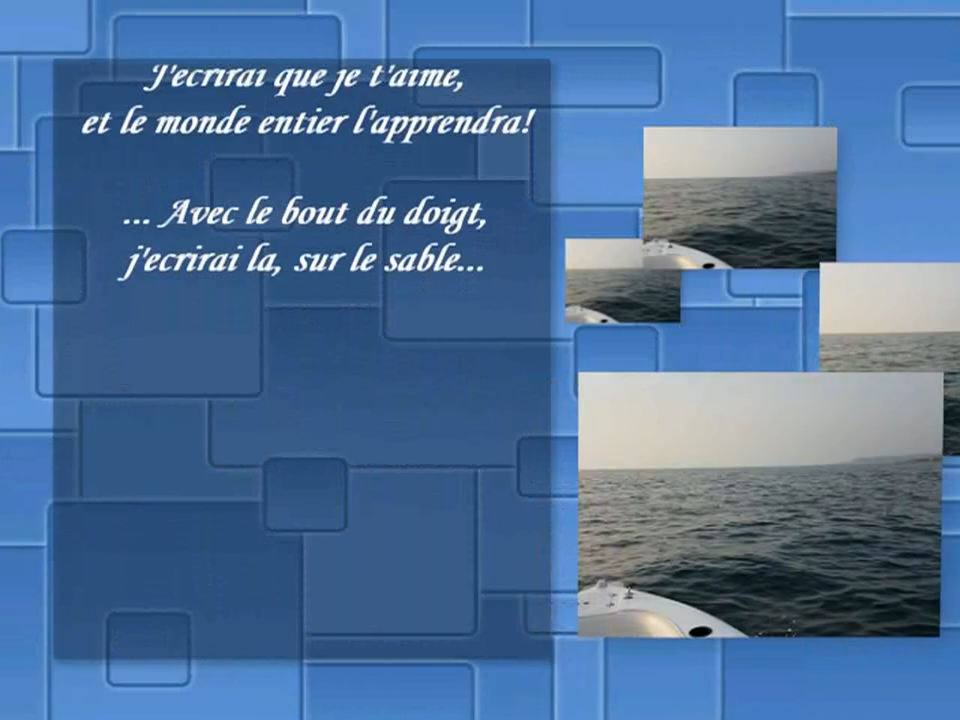 J'ecrirai que je t'aime,
et le monde entier l'apprendra!
... Avec le bout du doigt,
j'ecrirai la, sur le sable...